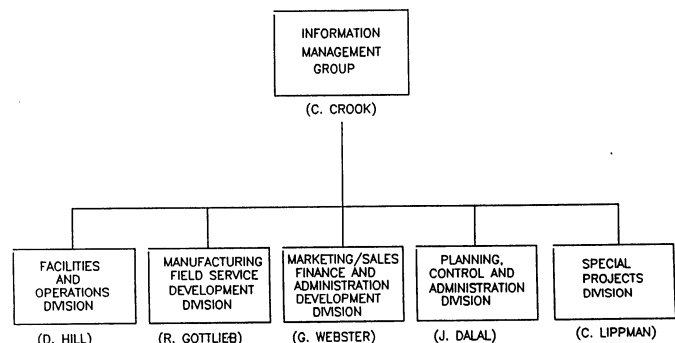 INFORMATION
MANAGEMENT
GROUP
(C. CROOK)
FACILITIES
AND
OPERATIONS
DIVISION
(D. HILL)
MANUFACTURING
FIELD SERVICE
DEVELOPMENT
DIVISION
(R. GOTTLIEB)
MARKETING/SALES
FINANCE AND
ADMINISTRATION
DEVELOPMENT
DIVISION
(G. WEBSTER)
PLANNING,
CONTROL AND
ADMINISTRATION
DIVISION
(J. DALAL)
SPECIAL
PROJECTS
DIVISION
(C. LIPPMAN)